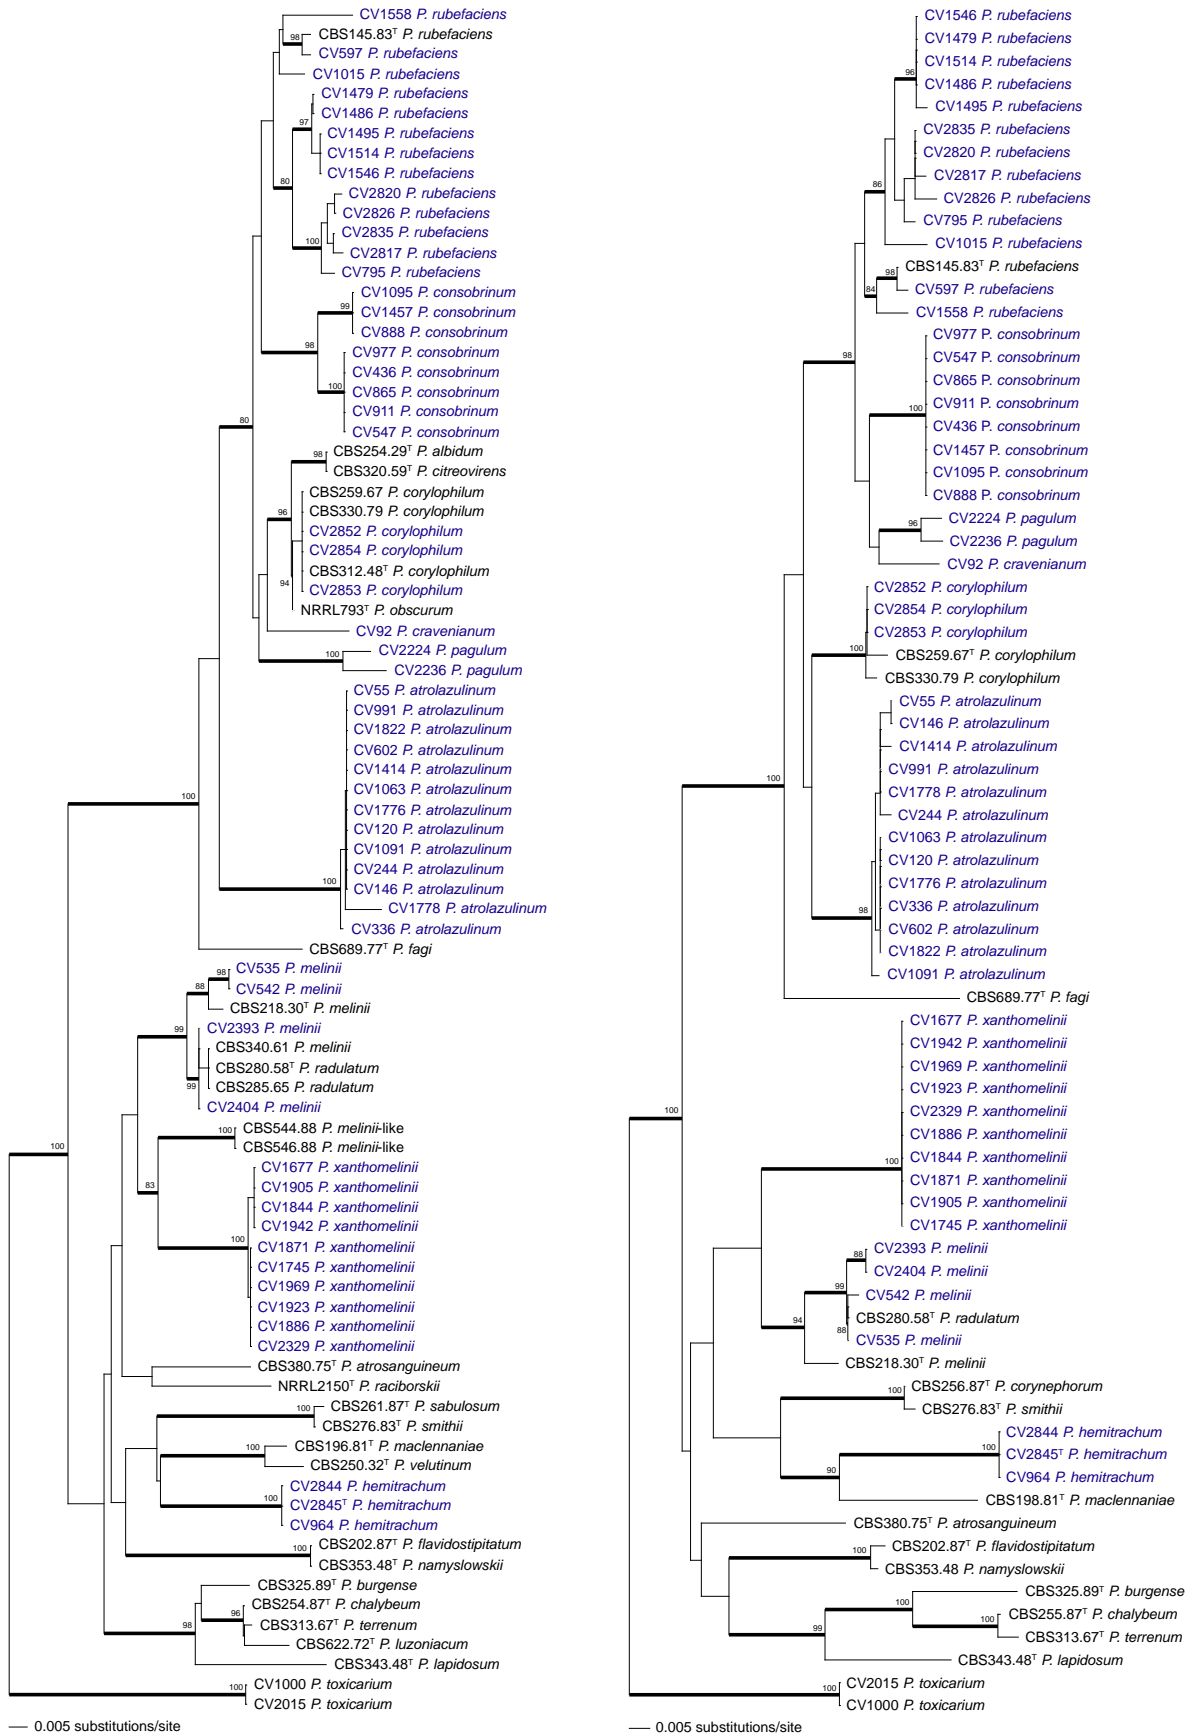 CV1558 P. rubefaciens
98
CBS145.83T P. rubefaciens
CV597 P. rubefaciens
CV1015 P. rubefaciens
CV1479 P. rubefaciens
CV1486 P. rubefaciens
97
CV1495 P. rubefaciens
CV1514 P. rubefaciens
CV1546 P. rubefaciens
80
CV2820 P. rubefaciens
CV2826 P. rubefaciens
CV2835 P. rubefaciens
100
CV2817 P. rubefaciens
CV795 P. rubefaciens
CV1095 P. consobrinum
99
CV1457 P. consobrinum
CV888 P. consobrinum
98
CV977 P. consobrinum
CV436 P. consobrinum
100
CV865 P. consobrinum
CV911 P. consobrinum
CV547 P. consobrinum
80
CBS254.29T P. albidum
98
CBS320.59T P. citreovirens
CBS259.67 P. corylophilum
CBS330.79 P. corylophilum
96
CV2852 P. corylophilum
CV2854 P. corylophilum
CBS312.48T P. corylophilum
94
CV2853 P. corylophilum
NRRL793T P. obscurum
CV92 P. cravenianum
100
CV2224 P. pagulum
CV2236 P. pagulum
CV55 P. atrolazulinum
CV991 P. atrolazulinum
CV1822 P. atrolazulinum
CV602 P. atrolazulinum
CV1414 P. atrolazulinum
CV1063 P. atrolazulinum
100
CV1776 P. atrolazulinum
CV120 P. atrolazulinum
CV1091 P. atrolazulinum
CV244 P. atrolazulinum
100
CV146 P. atrolazulinum
CV1778 P. atrolazulinum
CV336 P. atrolazulinum
CBS689.77T P. fagi
CV535 P. melinii
98
CV542 P. melinii
88
CBS218.30T P. melinii
CV2393 P. melinii
99
CBS340.61 P. melinii
CBS280.58T P. radulatum
CBS285.65 P. radulatum
99
CV2404 P. melinii
CBS544.88 P. melinii-like
100
CBS546.88 P. melinii-like
100
CV1677 P. xanthomelinii
CV1905 P. xanthomelinii
83
CV1844 P. xanthomelinii
CV1942 P. xanthomelinii
100
CV1871 P. xanthomelinii
CV1745 P. xanthomelinii
CV1969 P. xanthomelinii
CV1923 P. xanthomelinii
CV1886 P. xanthomelinii
CV2329 P. xanthomelinii
CBS380.75T P. atrosanguineum
NRRL2150T P. raciborskii
CBS261.87T P. sabulosum
100
CBS276.83T P. smithii
CBS196.81T P. maclennaniae
100
CBS250.32T P. velutinum
CV2844 P. hemitrachum
100
CV2845T P. hemitrachum
CV964 P. hemitrachum
CBS202.87T P. flavidostipitatum
100
CBS353.48T P. namyslowskii
CBS325.89T P. burgense
CBS254.87T P. chalybeum
96
CBS313.67T P. terrenum
98
CBS622.72T P. luzoniacum
CBS343.48T P. lapidosum
CV1000 P. toxicarium
100
CV2015 P. toxicarium
0.005 substitutions/site
CV1546 P. rubefaciens
CV1479 P. rubefaciens
CV1514 P. rubefaciens
96
CV1486 P. rubefaciens
CV1495 P. rubefaciens
CV2835 P. rubefaciens
CV2820 P. rubefaciens
CV2817 P. rubefaciens
86
CV2826 P. rubefaciens
CV795 P. rubefaciens
CV1015 P. rubefaciens
CBS145.83T P. rubefaciens
98
CV597 P. rubefaciens
84
CV1558 P. rubefaciens
CV977 P. consobrinum
98
CV547 P. consobrinum
CV865 P. consobrinum
CV911 P. consobrinum
100
CV436 P. consobrinum
CV1457 P. consobrinum
CV1095 P. consobrinum
CV888 P. consobrinum
96
CV2224 P. pagulum
CV2236 P. pagulum
CV92 P. cravenianum
CV2852 P. corylophilum
CV2854 P. corylophilum
CV2853 P. corylophilum
100
CBS259.67T P. corylophilum
CBS330.79 P. corylophilum
CV55 P. atrolazulinum
CV146 P. atrolazulinum
CV1414 P. atrolazulinum
CV991 P. atrolazulinum
100
CV1778 P. atrolazulinum
CV244 P. atrolazulinum
CV1063 P. atrolazulinum
CV120 P. atrolazulinum
CV1776 P. atrolazulinum
CV336 P. atrolazulinum
98
CV602 P. atrolazulinum
CV1822 P. atrolazulinum
CV1091 P. atrolazulinum
CBS689.77T P. fagi
CV1677 P. xanthomelinii
CV1942 P. xanthomelinii
CV1969 P. xanthomelinii
CV1923 P. xanthomelinii
100
CV2329 P. xanthomelinii
CV1886 P. xanthomelinii
CV1844 P. xanthomelinii
100
CV1871 P. xanthomelinii
CV1905 P. xanthomelinii
CV1745 P. xanthomelinii
CV2393 P. melinii
88
CV2404 P. melinii
99
CV542 P. melinii
CBS280.58T P. radulatum
94
88
CV535 P. melinii
CBS218.30T P. melinii
CBS256.87T P. corynephorum
100
CBS276.83T P. smithii
CV2844 P. hemitrachum
100
CV2845T P. hemitrachum
90
CV964 P. hemitrachum
CBS198.81T P. maclennaniae
CBS380.75T P. atrosanguineum
CBS202.87T P. flavidostipitatum
100
CBS353.48 P. namyslowskii
CBS325.89T P. burgense
100
CBS255.87T P. chalybeum
100
CBS313.67T P. terrenum
99
CBS343.48T P. lapidosum
CV2015 P. toxicarium
100
CV1000 P. toxicarium
0.005 substitutions/site